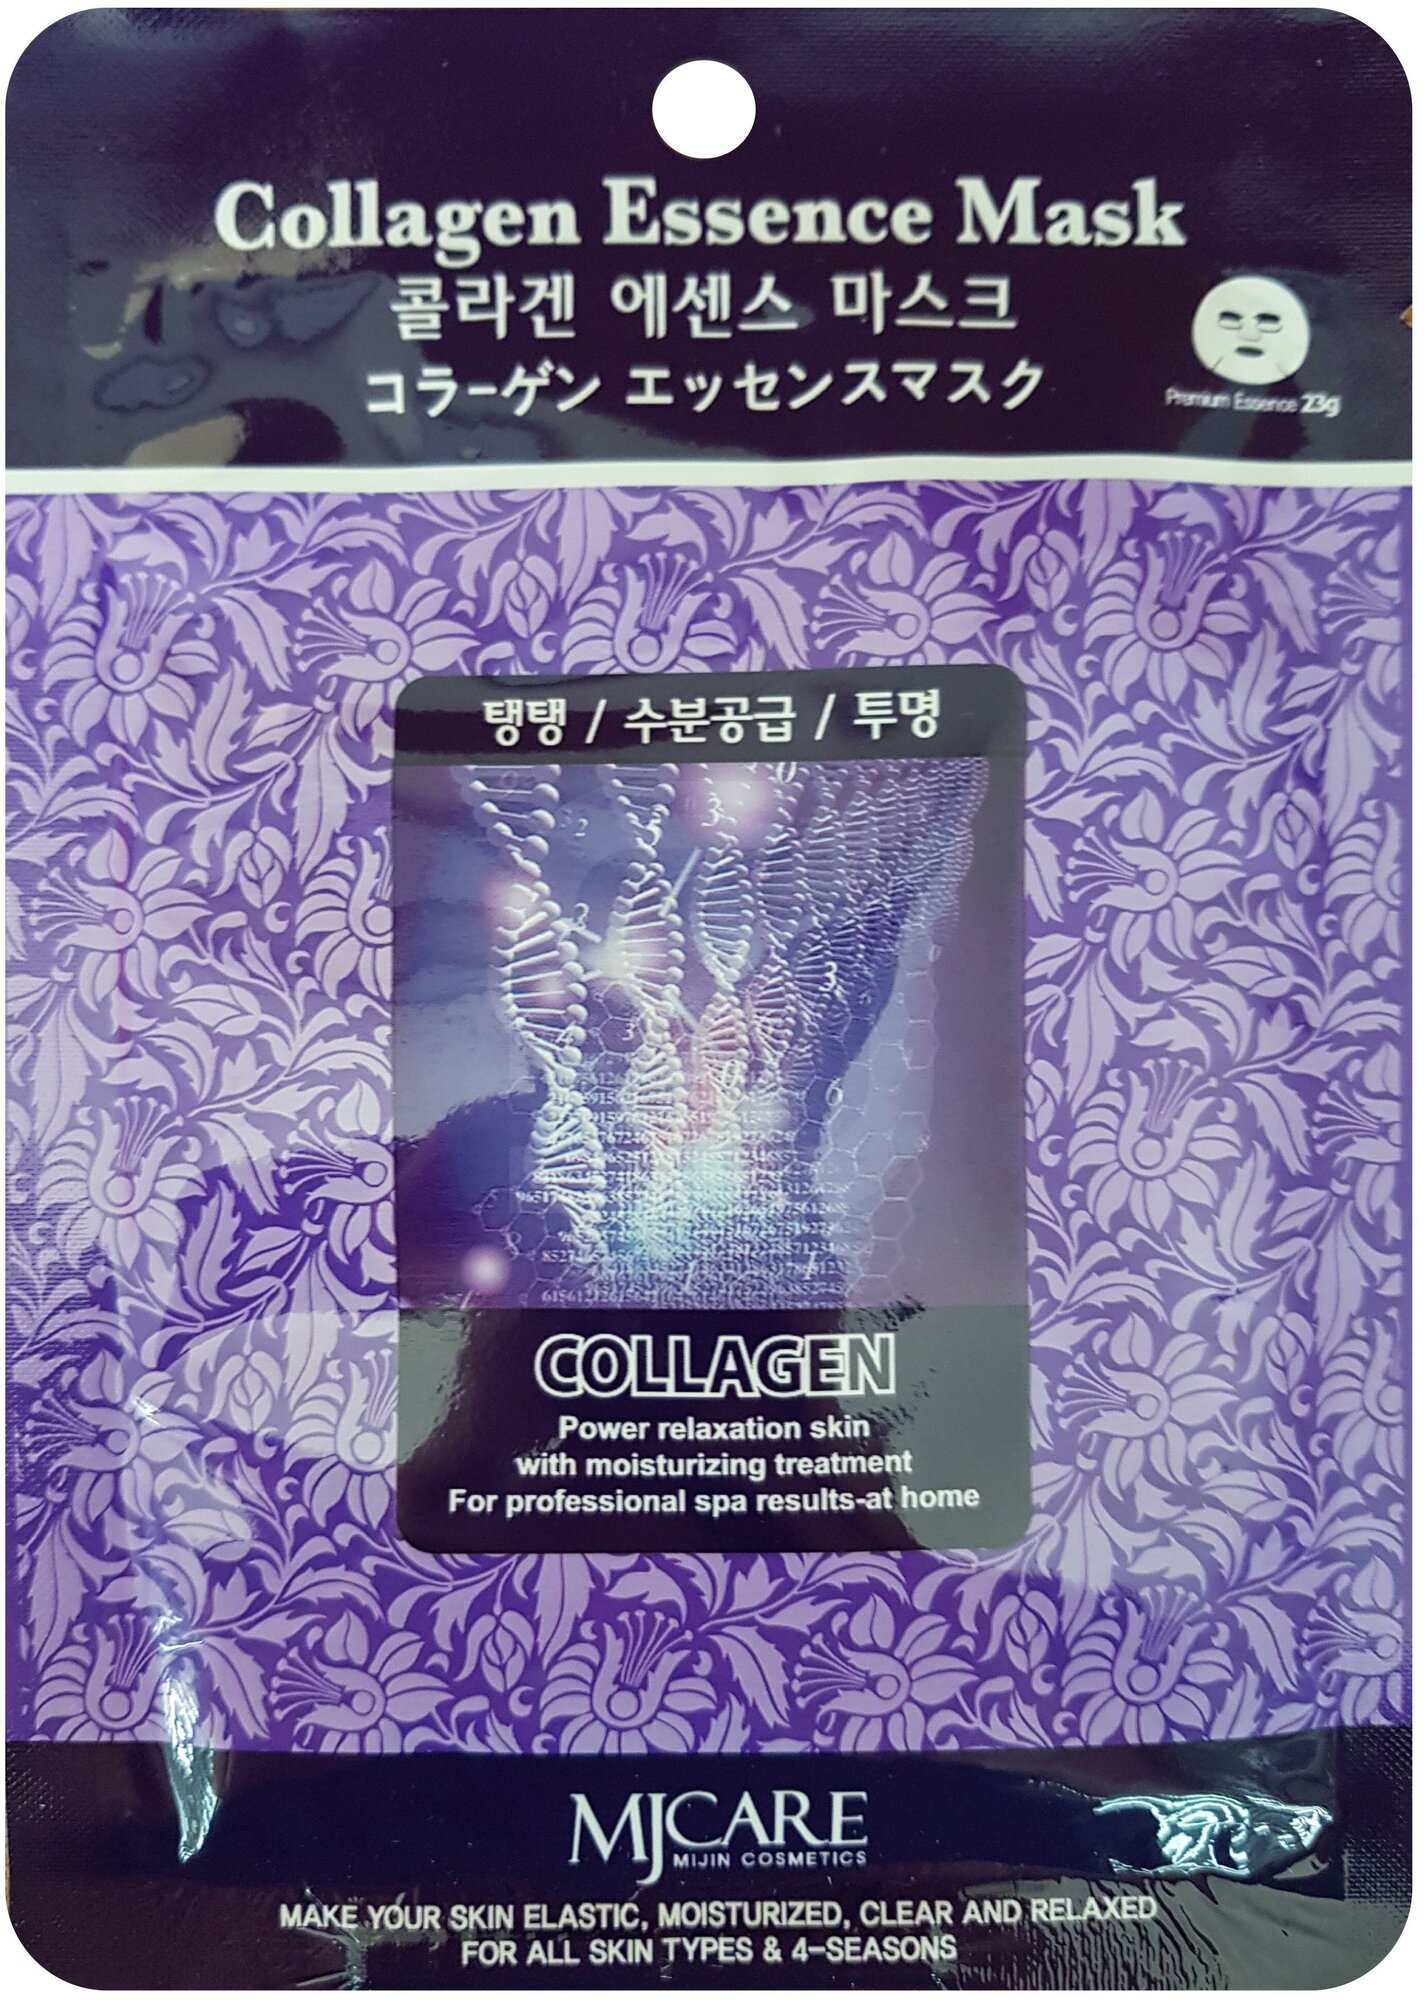 Collagen Essence Mask
콜라겐 에센스 마스크
コラーゲン エッセンスマスク
Premium Essence 23g
탱탱 / 수분공급 / 투명
COLLAGEN
Power relaxation skin
with moisturizing treatment
For professional spa results-at home
MJCARE
MIJIN COSMETICS
MAKE YOUR SKIN ELASTIC, MOISTURIZED, CLEAR AND RELAXED
FOR ALL SKIN TYPES & 4-SEASONS